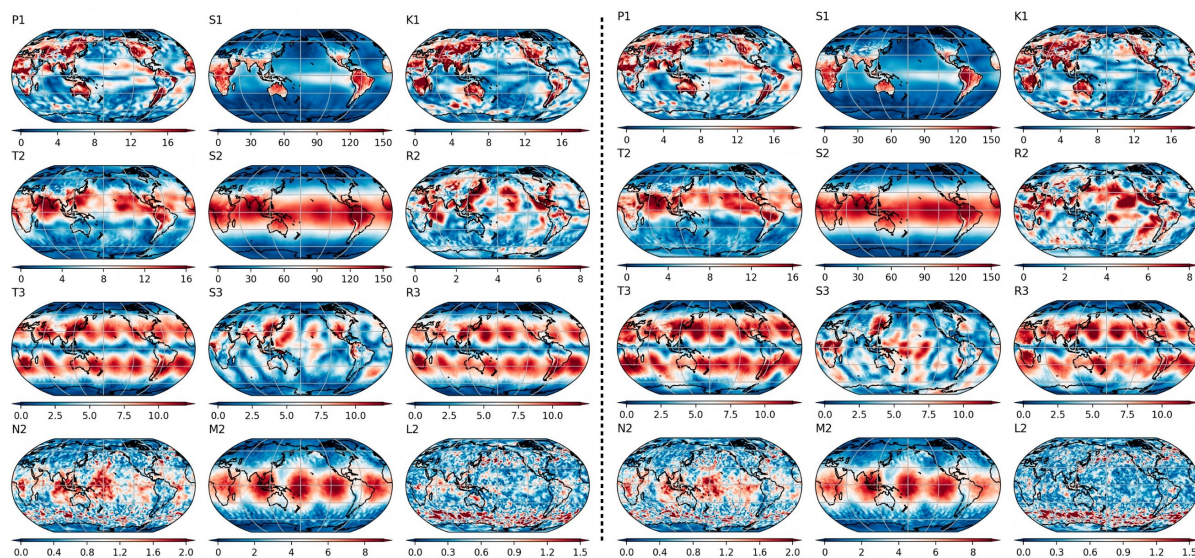 P1 S1 K1
0 4 8 12 16 0 30 60 90 120 150 0 4 8 12 16
T2 S2 R2
0 4 8 12 16 0 30 60 90 120 150 0 2 4 6 8
T3 S3 R3
0.0 2.5 5.0 7.5 10.0 0.0 2.5 5.0 7.5 10.0 0.0 2.5 5.0 7.5 10.0
N2 M2 L2
0.0 0.4 0.8 1.2 1.6 2.0 0 2 4 6 8 0.0 0.3 0.6 0.9 1.2 1.5
P1 S1 K1
0 4 8 12 16 0 30 60 90 120 150 0 4 8 12 16
T2 S2 R2
0 4 8 12 16 0 30 60 90 120 150 0 2 4 6 8
T3 S3 R3
0.0 2.5 5.0 7.5 10.0 0.0 2.5 5.0 7.5 10.0 0.0 2.5 5.0 7.5 10.0
N2 M2 L2
0.0 0.4 0.8 1.2 1.6 2.0 0 2 4 6 8 0.0 0.3 0.6 0.9 1.2 1.5